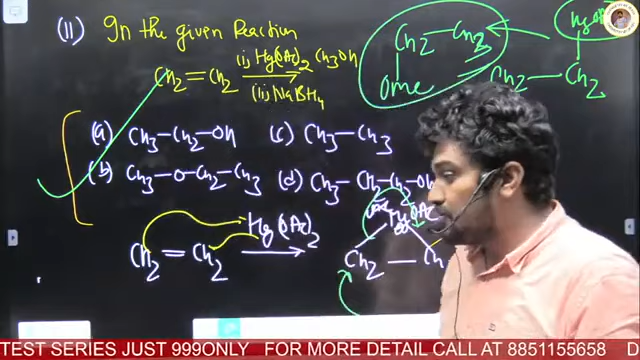 (11) In the given Reaction
CH2=CH2 (i) Hg(OAc)2 CH3OH
(ii) NaBH4
CH2—CH3
OMe
CH2—CH2
(a) CH3—CH2—OH (c) CH3—CH3
(b) CH3—O—CH2—CH3 (d) CH3—CH2—CH2—OH
CH2=CH2 Hg(OAc)2
CH2—CH
TEST SERIES JUST 999ONLY FOR MORE DETAIL CALL AT 8851155658 D